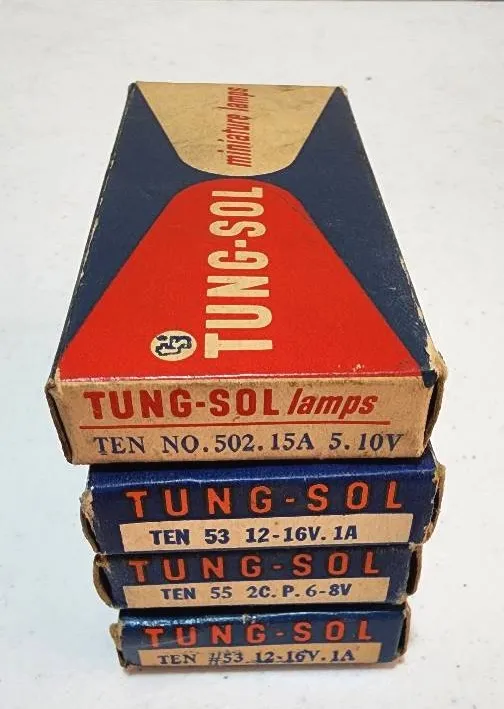 miniature lamps
TUNG-SOL
ts
TUNG-SOL lamps
TEN NO. 502 .15A 5.10V
TUNG-SOL
TEN 53 12-16V. 1A
TUNG-SOL
TEN 55 2C.P. 6-8V
TUNG-SOL
TEN #53 12-16V. 1A